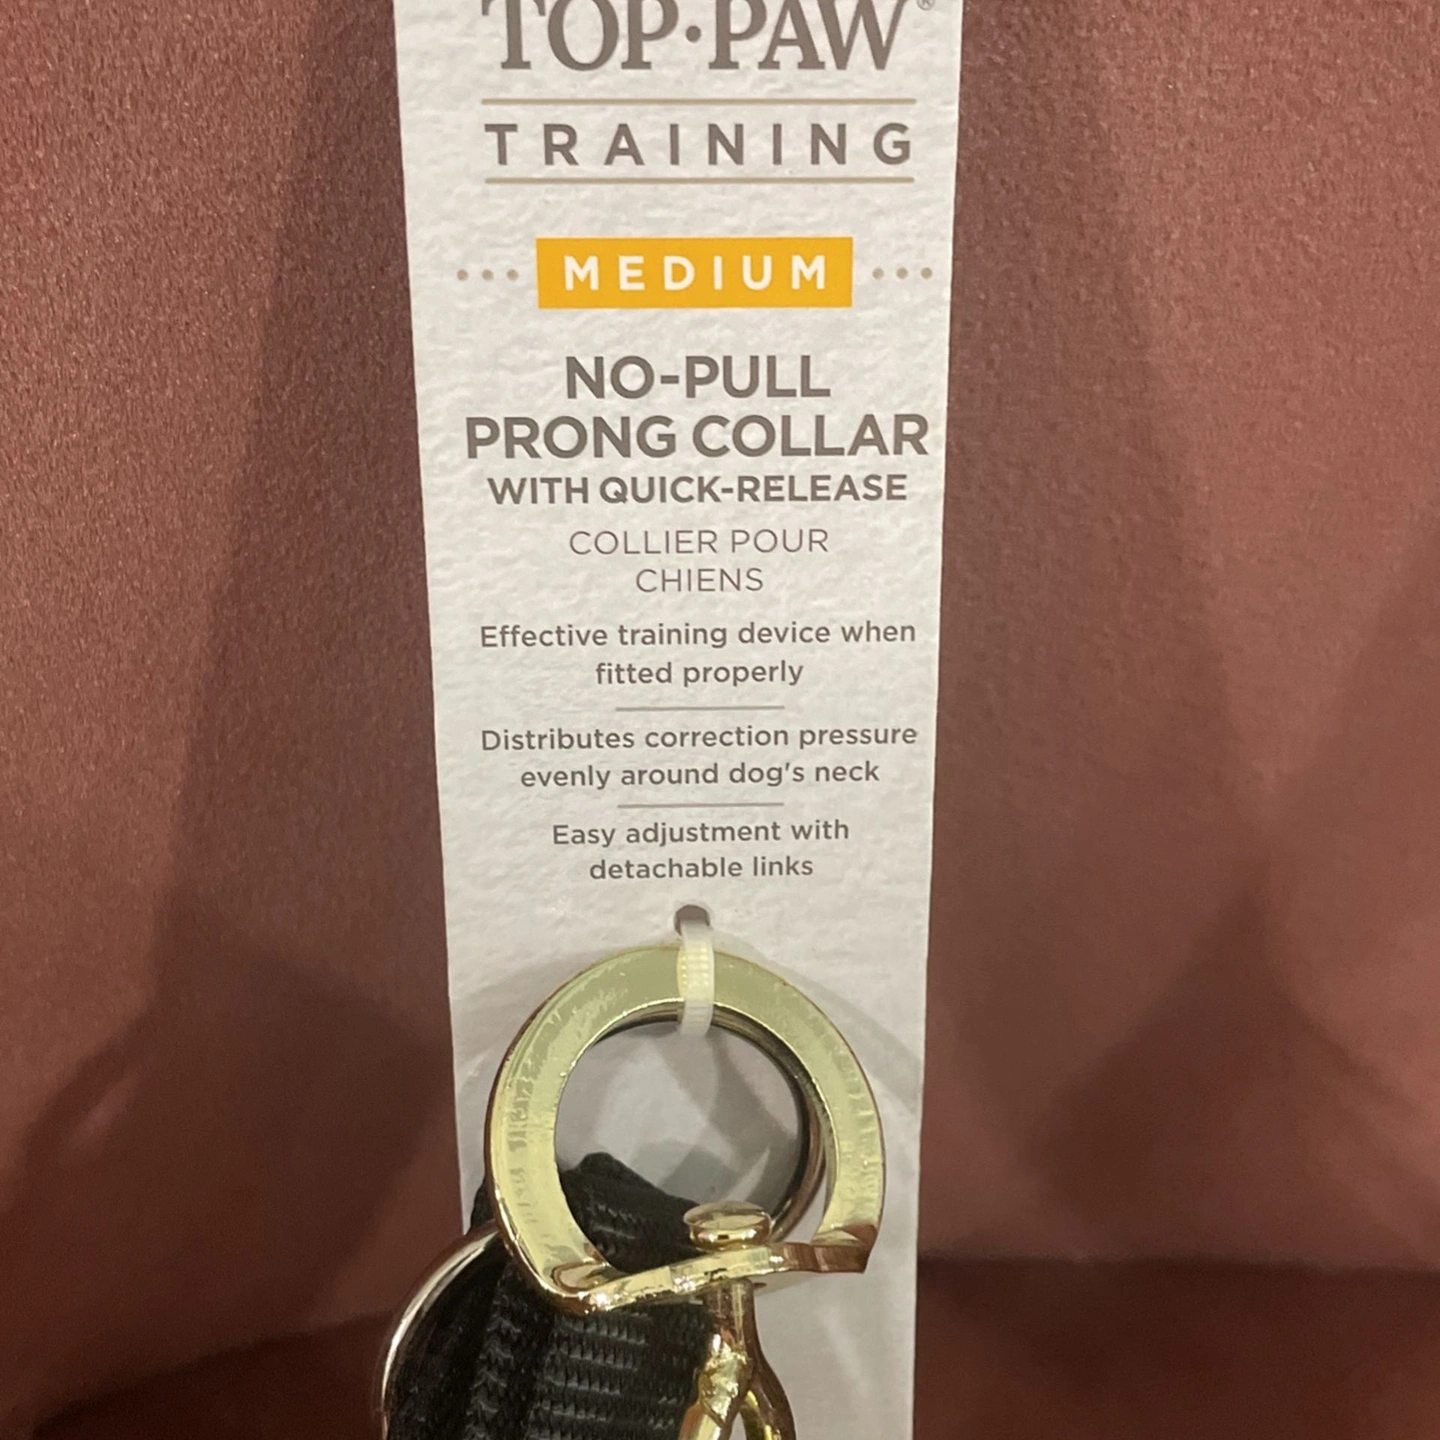 TOP·PAW®
TRAINING
MEDIUM
NO-PULL
PRONG COLLAR
WITH QUICK-RELEASE
COLLIER POUR
CHIENS
Effective training device when
fitted properly
Distributes correction pressure
evenly around dog's neck
Easy adjustment with
detachable links